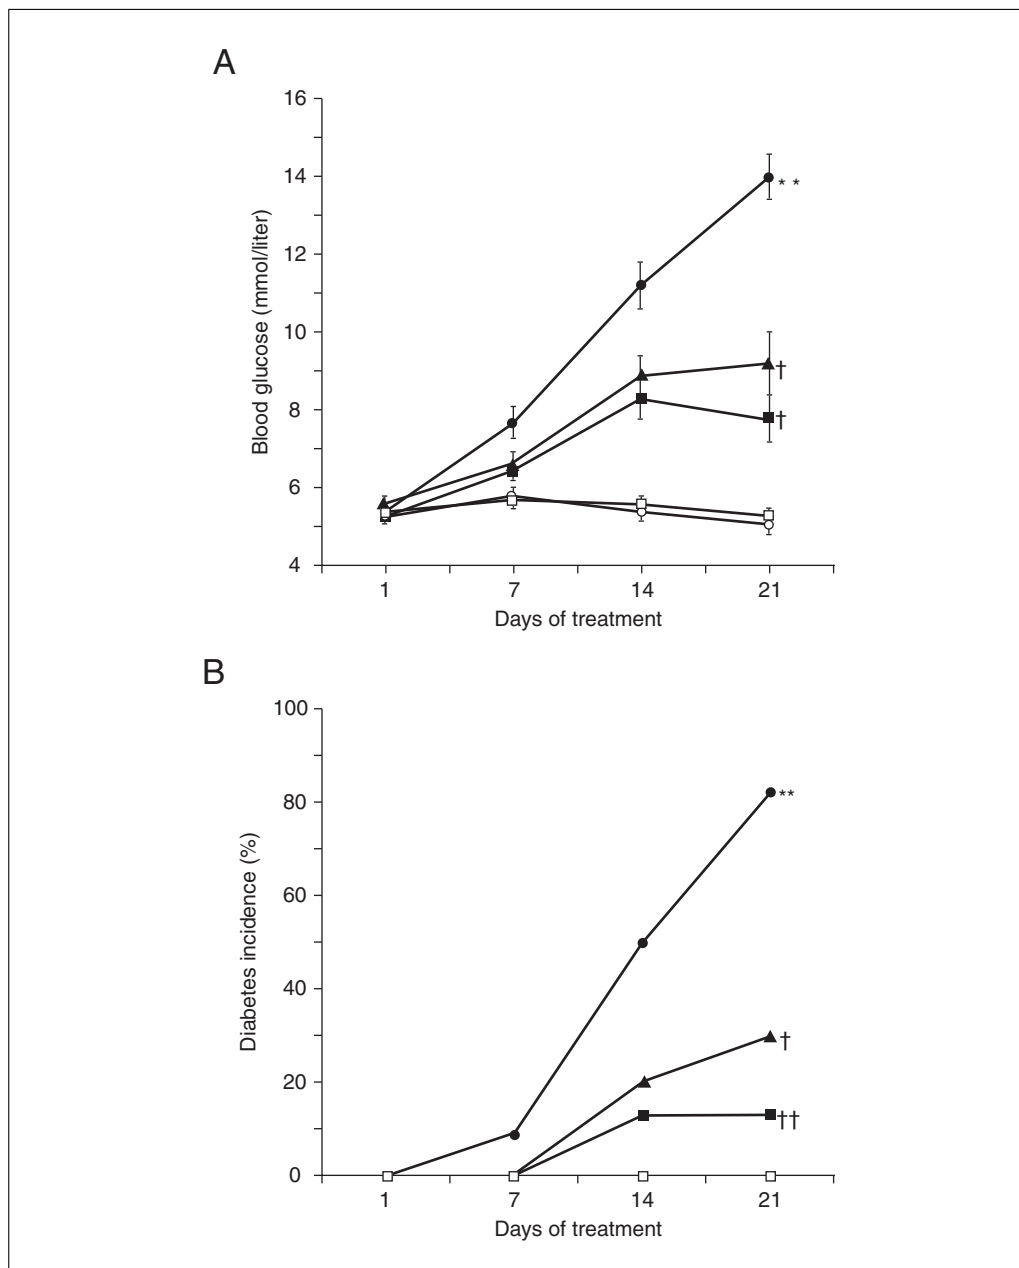 A
16
14
12
10
8
6
4
Blood glucose (mmol/liter)
* *
†
†
1 7 14 21
Days of treatment
B
100
80
60
40
20
0
Diabetes incidence (%)
**
†
††
1 7 14 21
Days of treatment